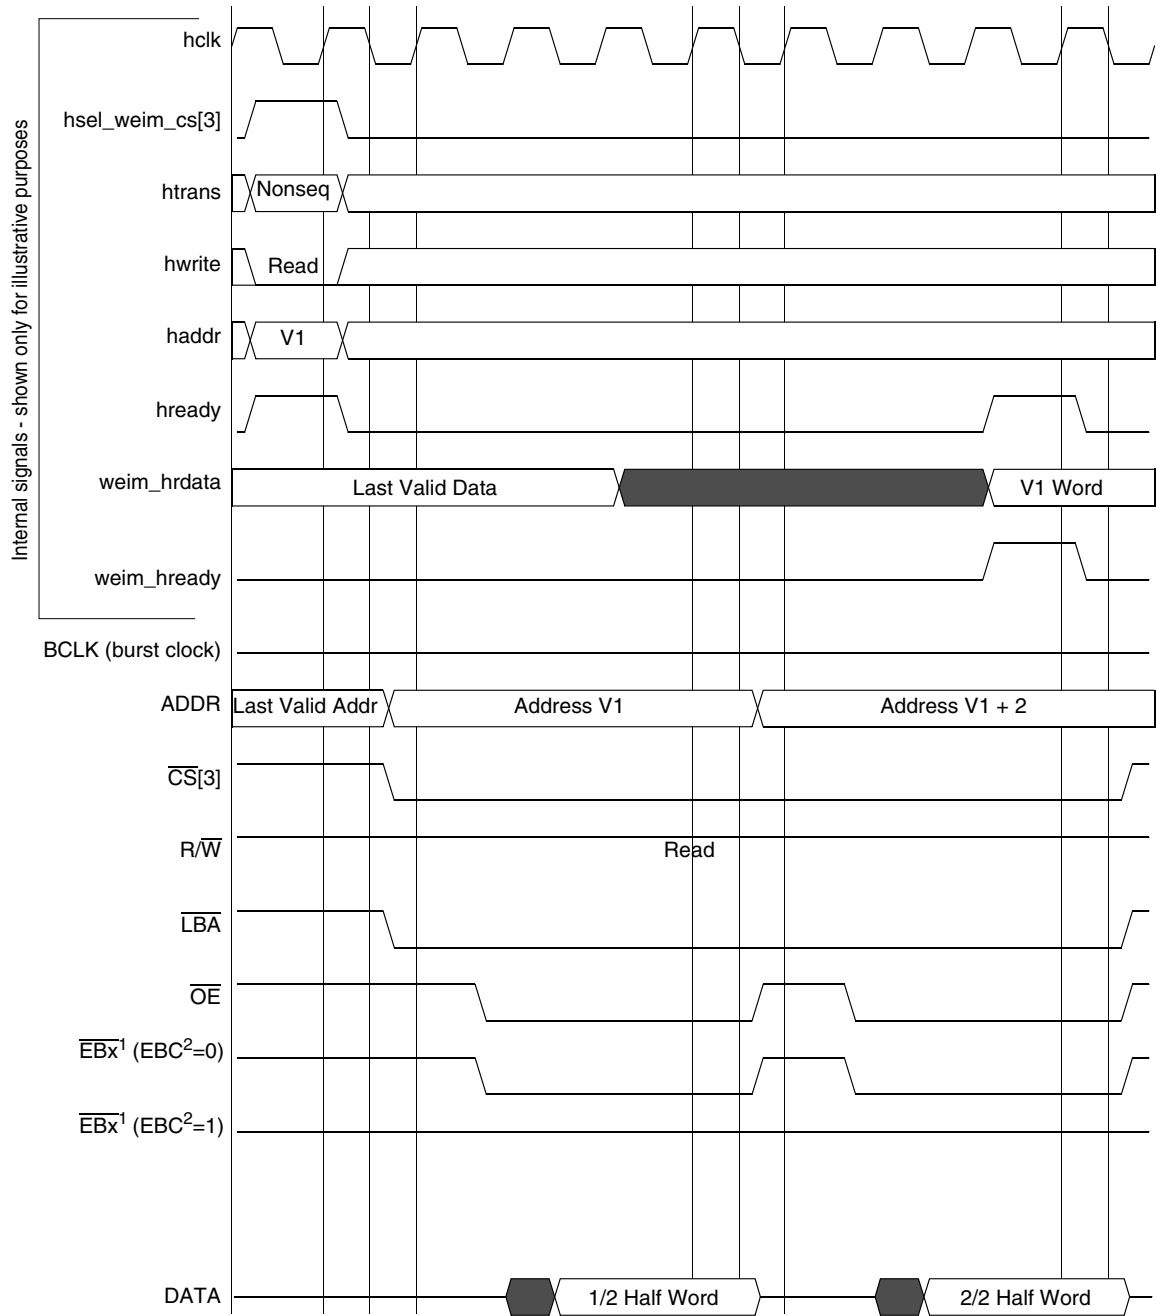 Internal signals - shown only for illustrative purposes
hclk
hsel_weim_cs[3]
htrans
Nonseq
hwrite
Read
haddr
V1
hready
weim_hrdata
Last Valid Data
V1 Word
weim_hready
BCLK (burst clock)
ADDR
Last Valid Addr
Address V1
Address V1 + 2
CS[3]
R/W
Read
LBA
OE
EBx1 (EBC2=0)
EBx1 (EBC2=1)
DATA
1/2 Half Word
2/2 Half Word